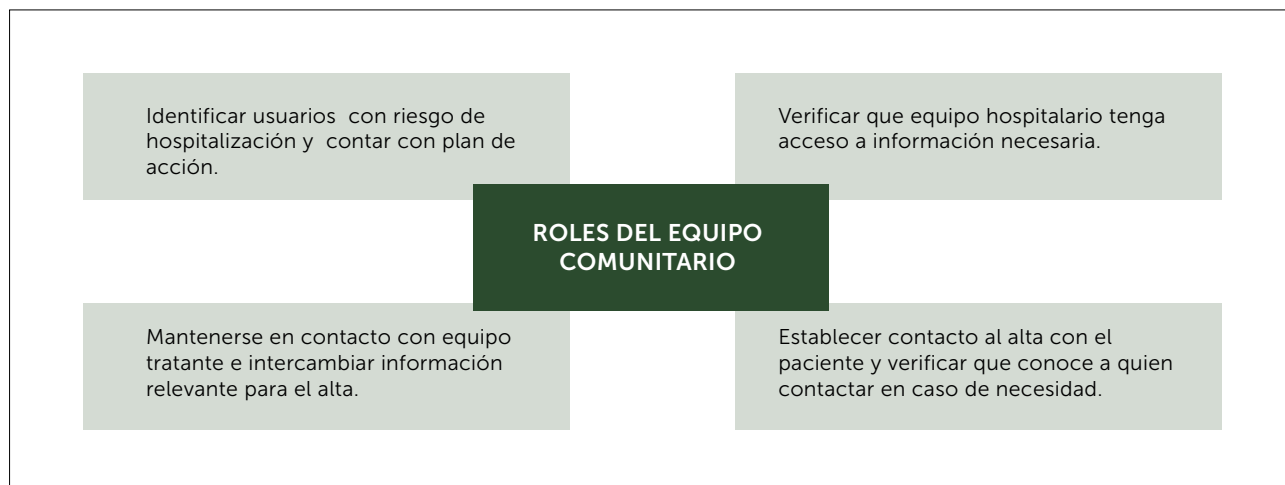 Identificar usuarios  con riesgo de
hospitalización y  contar con plan de
acción.
Verificar que equipo hospitalario tenga
acceso a información necesaria.
ROLES DEL EQUIPO
COMUNITARIO
Mantenerse en contacto con equipo
tratante e intercambiar información
relevante para el alta.
Establecer contacto al alta con el
paciente y verificar que conoce a quien
contactar en caso de necesidad.